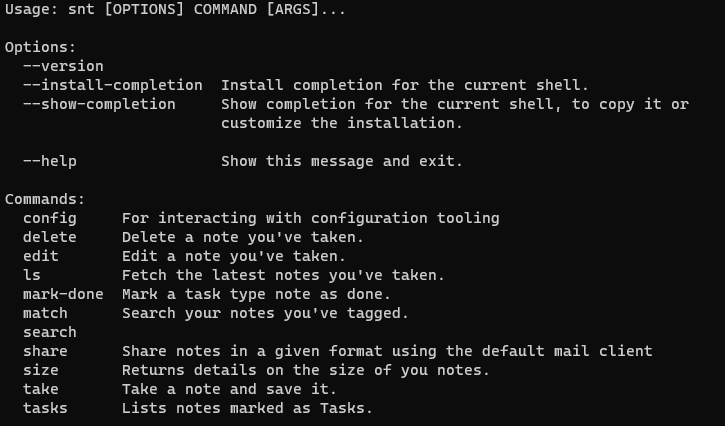 Usage: snt [OPTIONS] COMMAND [ARGS]...

Options:
  --version
  --install-completion  Install completion for the current shell.
  --show-completion     Show completion for the current shell, to copy it or
                        customize the installation.

  --help                Show this message and exit.

Commands:
  config     For interacting with configuration tooling
  delete     Delete a note you've taken.
  edit       Edit a note you've taken.
  ls         Fetch the latest notes you've taken.
  mark-done  Mark a task type note as done.
  match      Search your notes you've tagged.
  search
  share      Share notes in a given format using the default mail client
  size       Returns details on the size of you notes.
  take       Take a note and save it.
  tasks      Lists notes marked as Tasks.